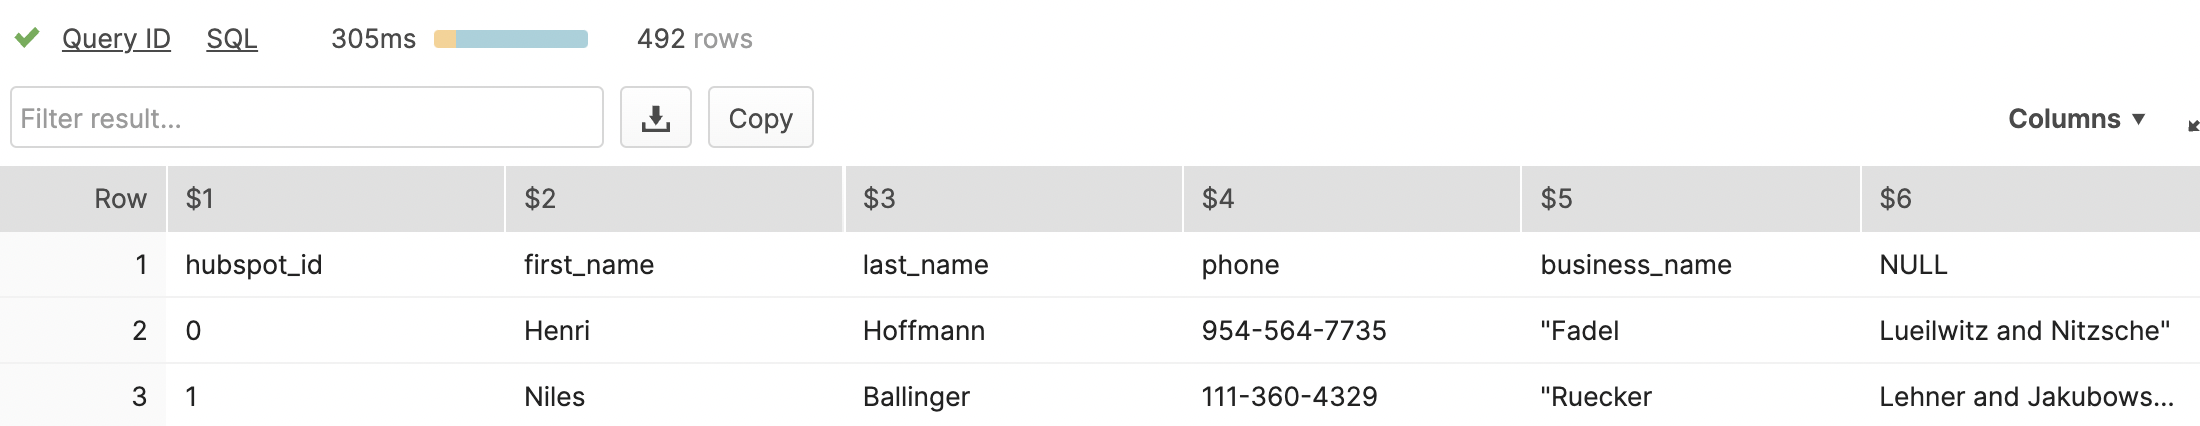 Query ID SQL 305ms 492 rows
Filter result... Copy Columns
Row $1 $2 $3 $4 $5 $6
1 hubspot_id first_name last_name phone business_name NULL
2 0 Henri Hoffmann 954-564-7735 "Fadel Lueilwitz and Nitzsche"
3 1 Niles Ballinger 111-360-4329 "Ruecker Lehner and Jakubows...